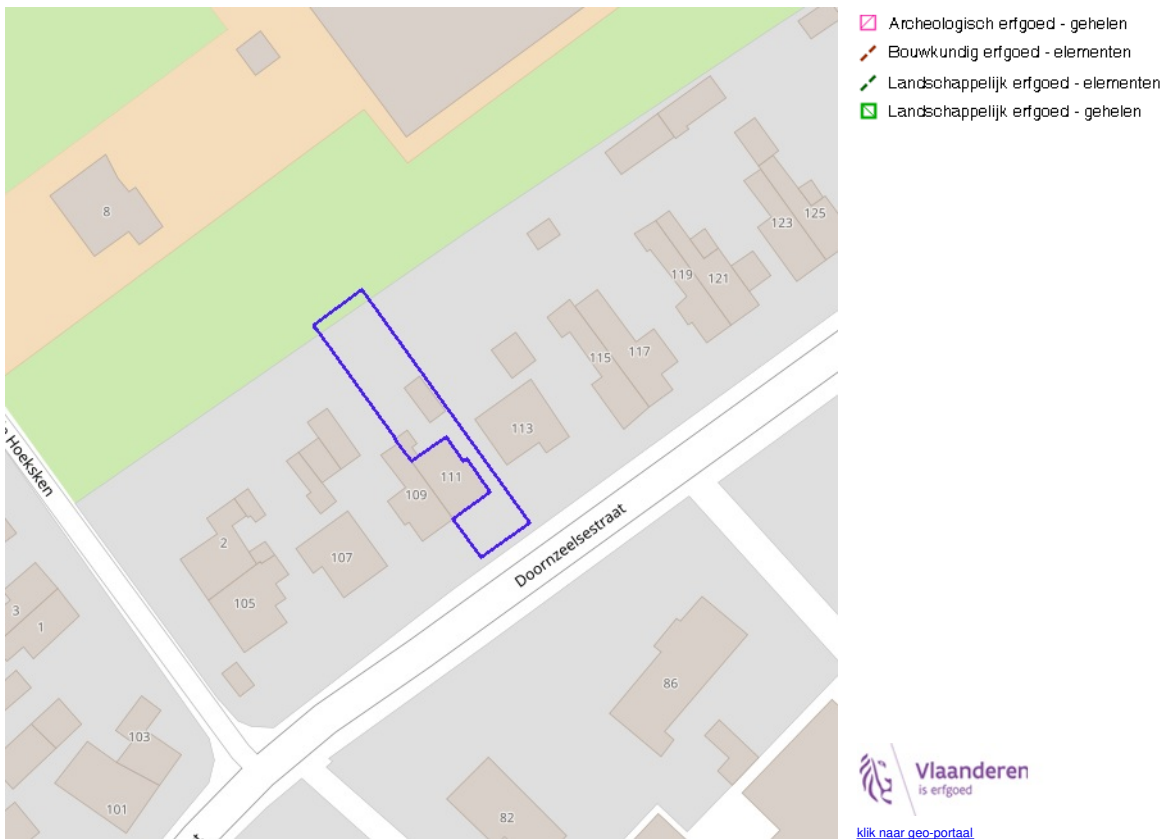 Archeologisch erfgoed - gehelen
Bouwkundig erfgoed - elementen
Landschappelijk erfgoed - elementen
Landschappelijk erfgoed - gehelen
8
125
123
119
121
115
117
113
111
109
107
2
105
3
1
Hoeksken
Doornzeelsestraat
86
103
101
82
Vlaanderen
is erfgoed
klik naar geo-portaal